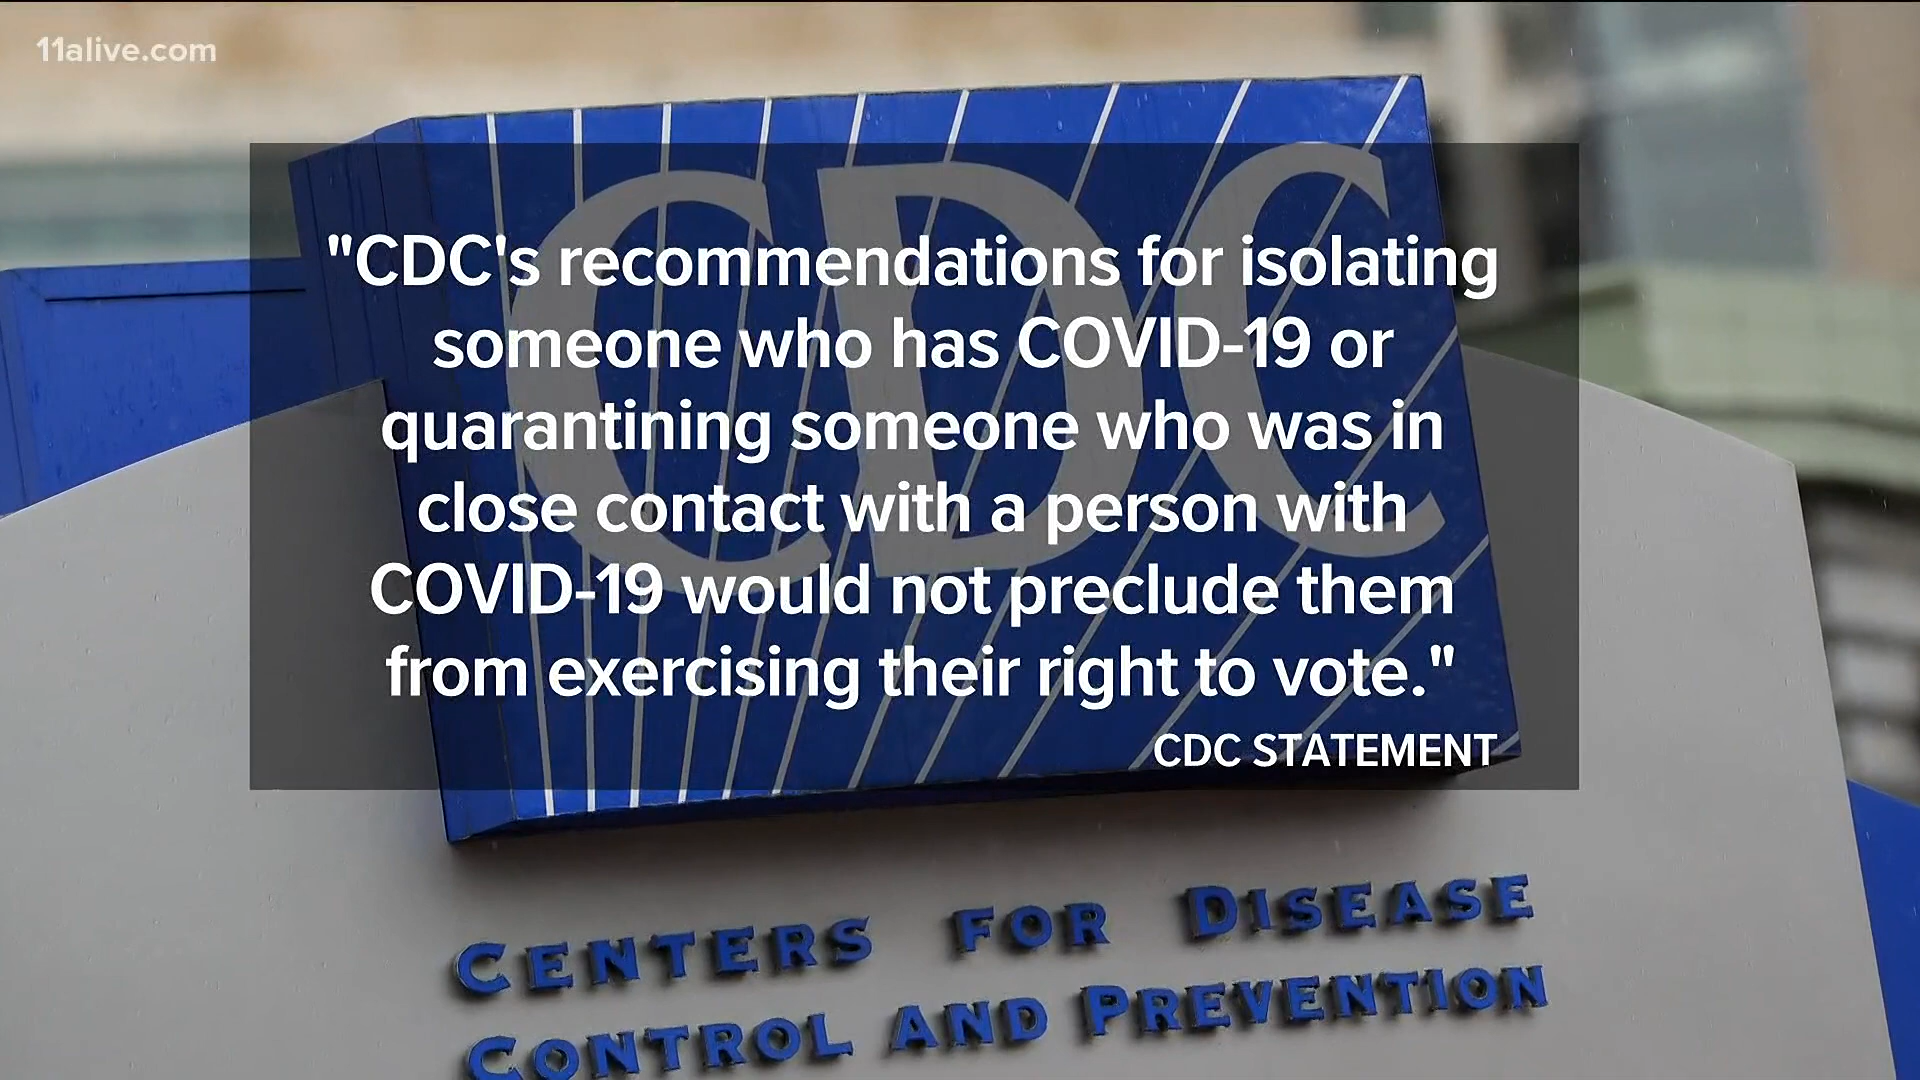 11alive.com
CDC
"CDC's recommendations for isolating
someone who has COVID-19 or
quarantining someone who was in
close contact with a person with
COVID-19 would not preclude them
from exercising their right to vote."
CDC STATEMENT
CENTERS FOR DISEASE
CONTROL AND PREVENTION